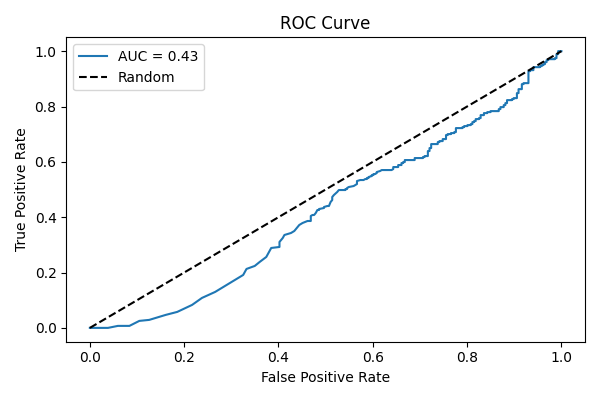 ROC Curve
AUC = 0.43
Random
True Positive Rate
1.0
0.8
0.6
0.4
0.2
0.0
0.0 0.2 0.4 0.6 0.8 1.0
False Positive Rate